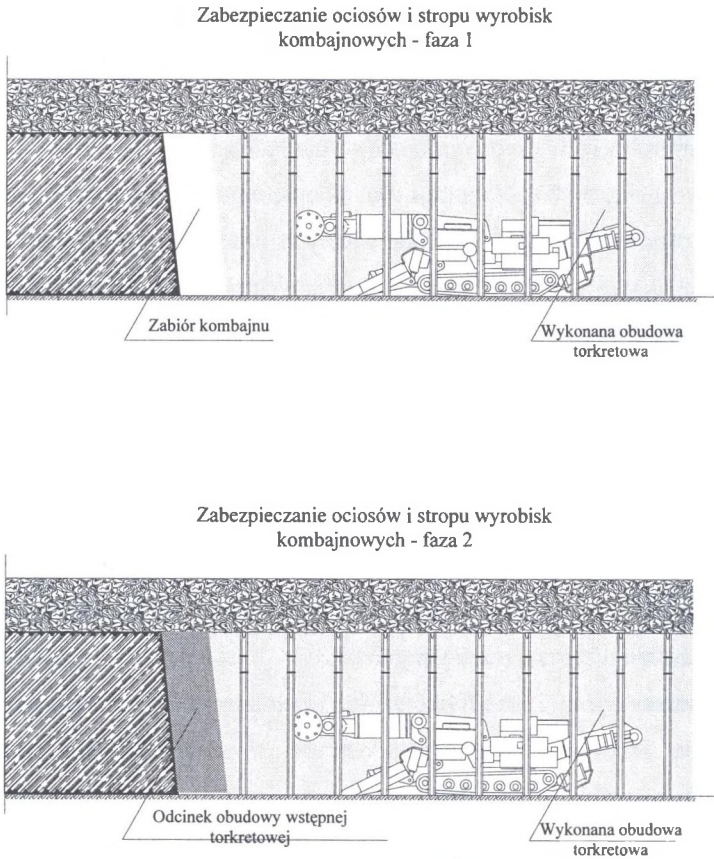 Zabezpieczanie ociosów i stropu wyrobisk
kombajnowych - faza 1
Zabiór kombajnu
Wykonana obudowa
torkretowa
Zabezpieczanie ociosów i stropu wyrobisk
kombajnowych - faza 2
Odcinek obudowy wstępnej
torkretowej
Wykonana obudowa
torkretowa